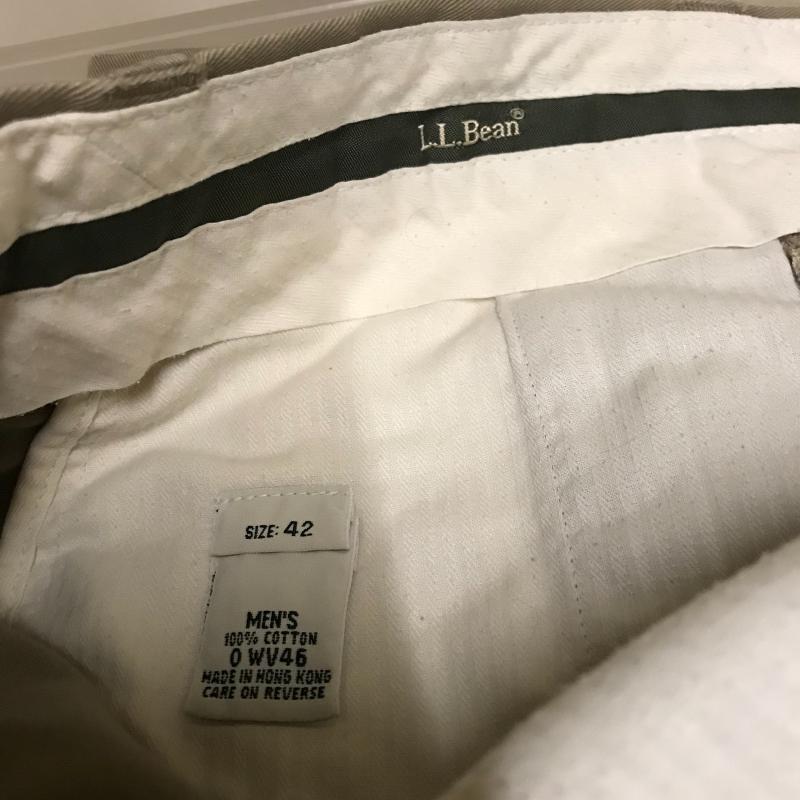 L.L.Bean®
SIZE: 42
MEN'S
100% COTTON
0 WV46
MADE IN HONG KONG
CARE ON REVERSE